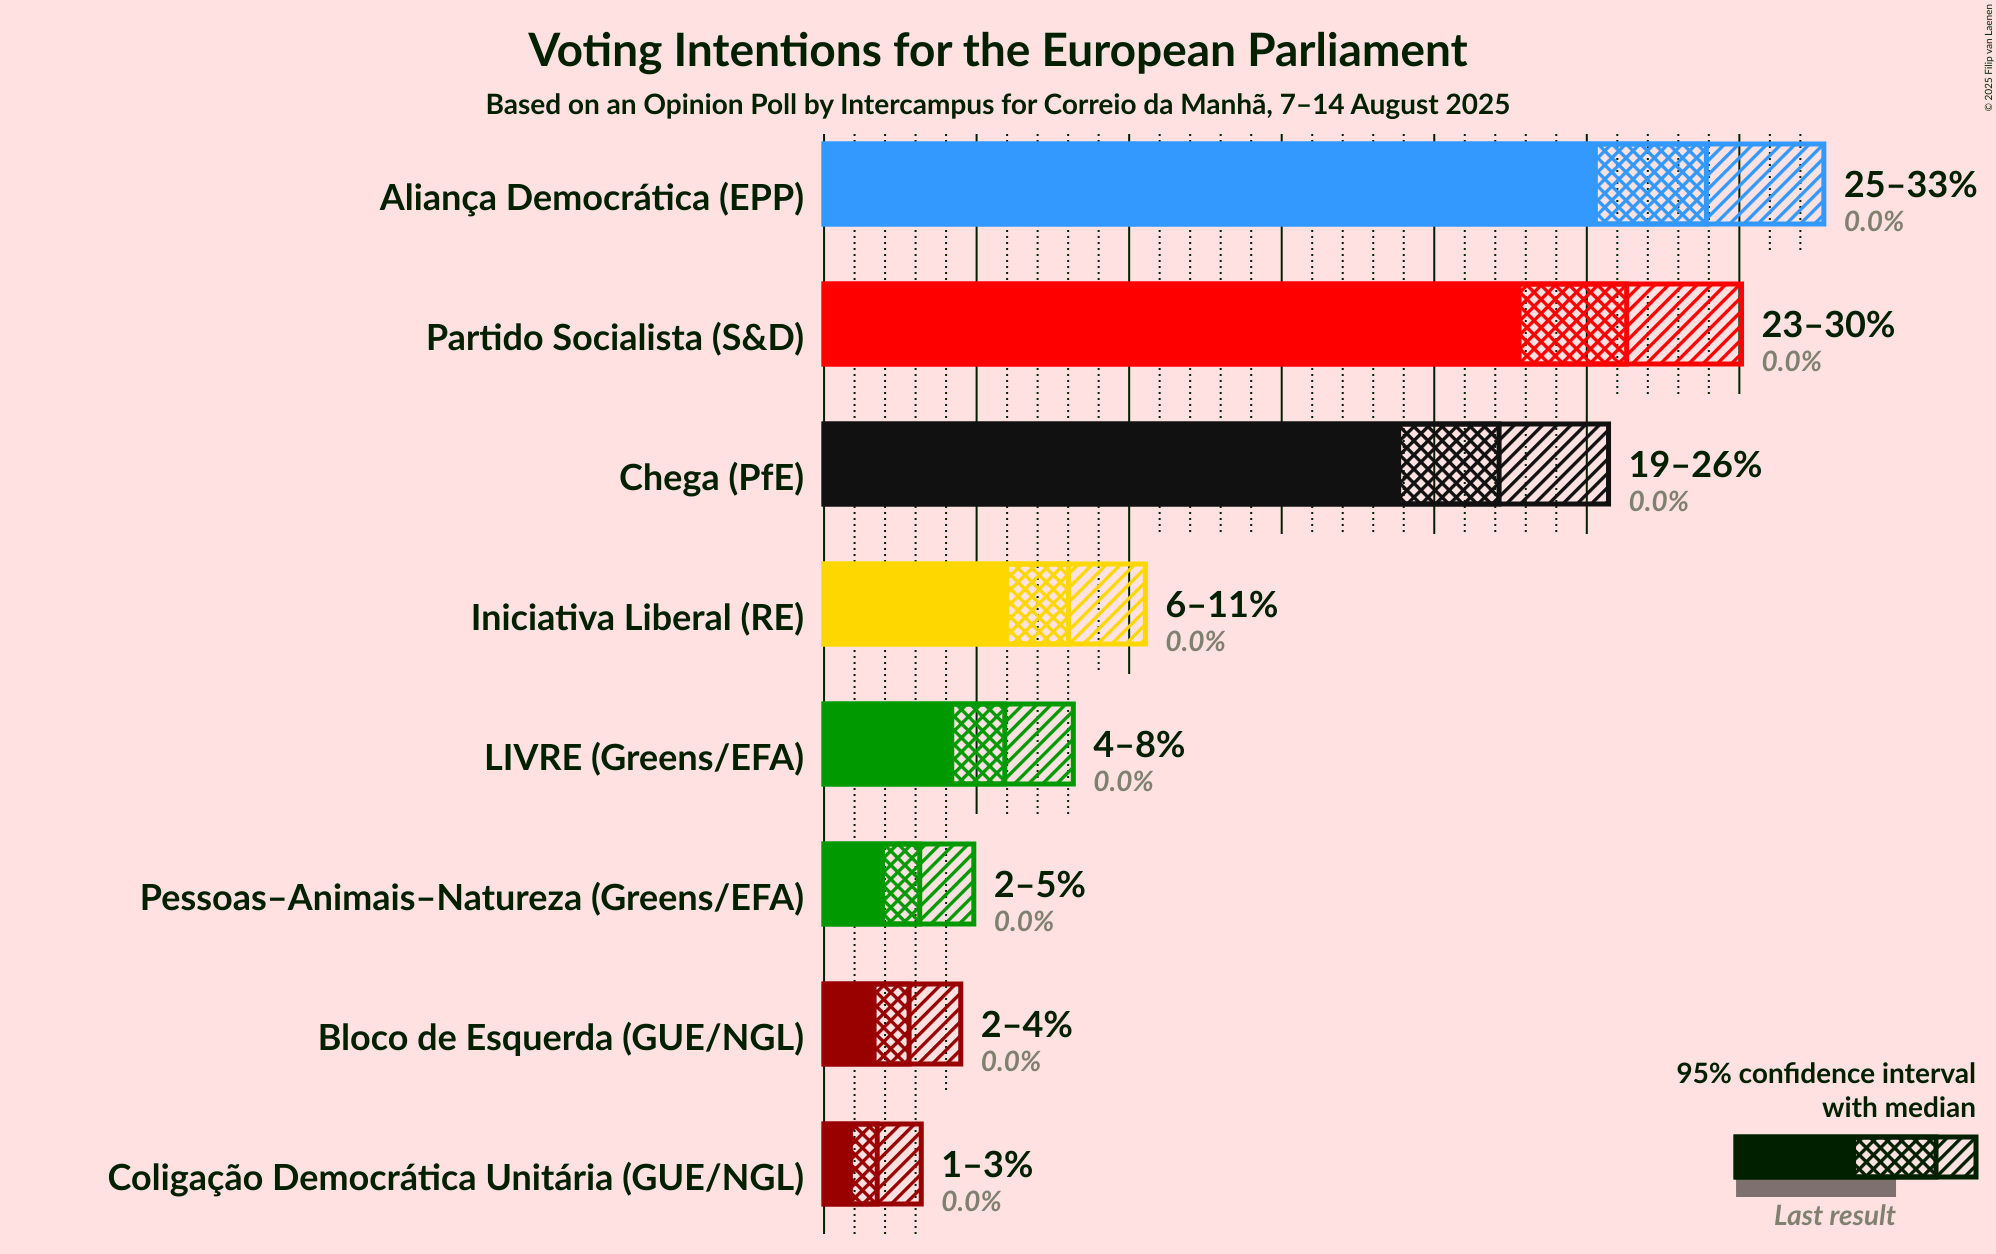 Voting Intentions for the European Parliament
Based on an Opinion Poll by Intercampus for Correio da Manhã, 7–14 August 2025
© 2025 Filip van Laenen
Aliança Democrática (EPP)
25–33%
0.0%
Partido Socialista (S&D)
23–30%
0.0%
Chega (PfE)
19–26%
0.0%
Iniciativa Liberal (RE)
6–11%
0.0%
LIVRE (Greens/EFA)
4–8%
0.0%
Pessoas–Animais–Natureza (Greens/EFA)
2–5%
0.0%
Bloco de Esquerda (GUE/NGL)
2–4%
0.0%
Coligação Democrática Unitária (GUE/NGL)
1–3%
0.0%
95% confidence interval
with median
Last result